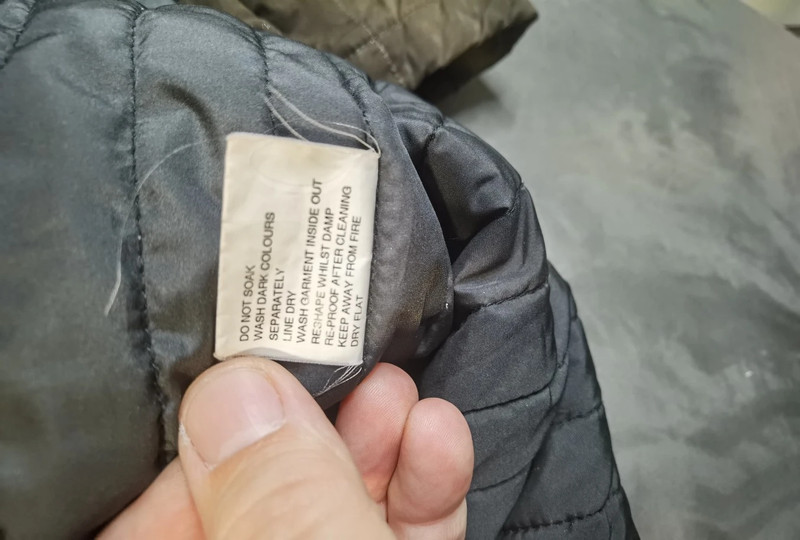 DO NOT SOAK
WASH DARK COLOURS
SEPARATELY
LINE DRY
WASH GARMENT INSIDE OUT
RESHAPE WHILST DAMP
RE-PROOF AFTER CLEANING
KEEP AWAY FROM FIRE
DRY FLAT